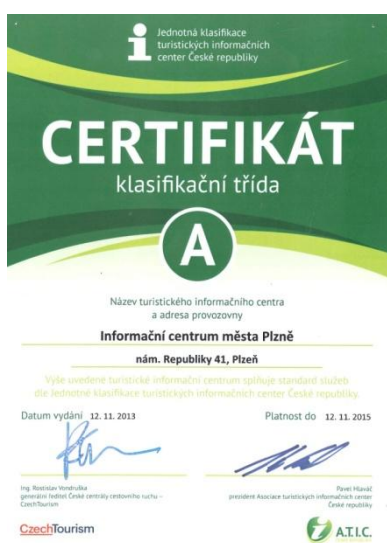 Jednotná klasifikace
turistických informačních
center České republiky
CERTIFIKÁT
klasifikační třída
A
Název turistického informačního centra
a adresa provozovny
Informační centrum města Plzně
nám. Republiky 41, Plzeň
Výše uvedené turistické informační centrum splňuje standard služeb
dle Jednotné klasifikace turistických informačních center České republiky.
Datum vydání 12. 11. 2013
Platnost do 12. 11. 2015
Ing. Rostislav Vondruška
generální ředitel České centrály cestovního ruchu –
CzechTourism
Pavel Hlaváč
president Asociace turistických informačních center
České republiky
CzechTourism
A.T.I.C.